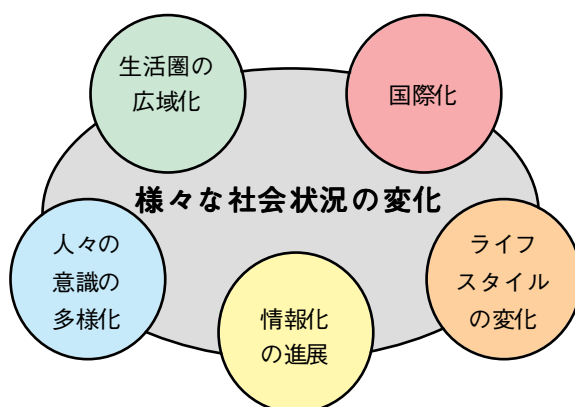 生活圏の
広域化
国際化
様々な社会状況の変化
人々の
意識の
多様化
情報化
の進展
ライフ
スタイル
の変化